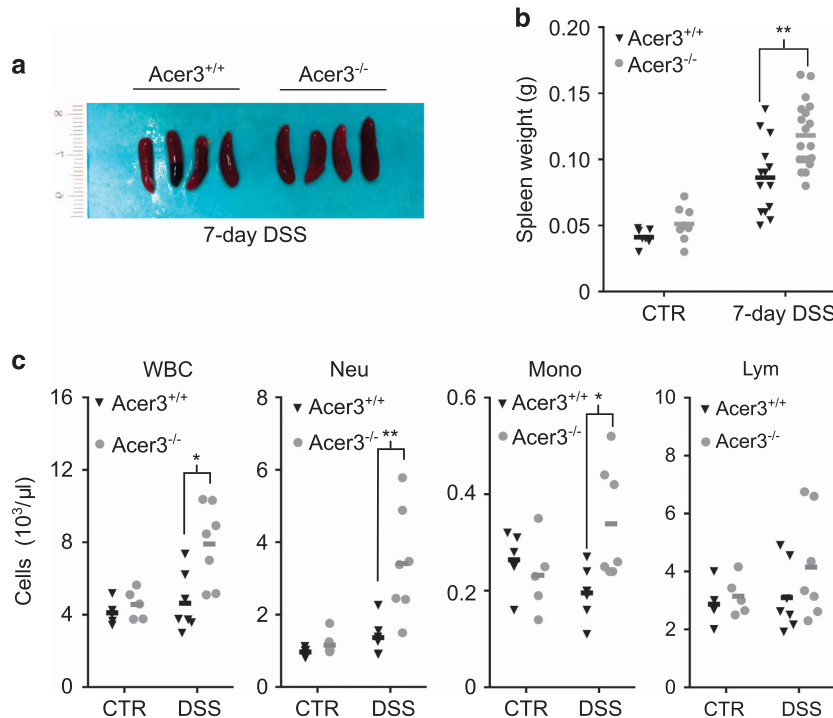 a
Acer3+/+
Acer3-/-
8
7
7-day DSS
b
0.20
0.15
0.10
0.05
0
Spleen weight (g)
Acer3+/+
Acer3-/-
**
CTR
7-day DSS
c
WBC
16
12
8
4
0
Cells (10³/µl)
Acer3+/+
Acer3-/-
*
CTR
DSS
Neu
8
6
4
2
0
Acer3+/+
Acer3-/-
**
CTR
DSS
Mono
0.6
0.4
0.2
0
Acer3+/+
Acer3-/-
*
CTR
DSS
Lym
10
8
6
4
2
0
Acer3+/+
Acer3-/-
CTR
DSS